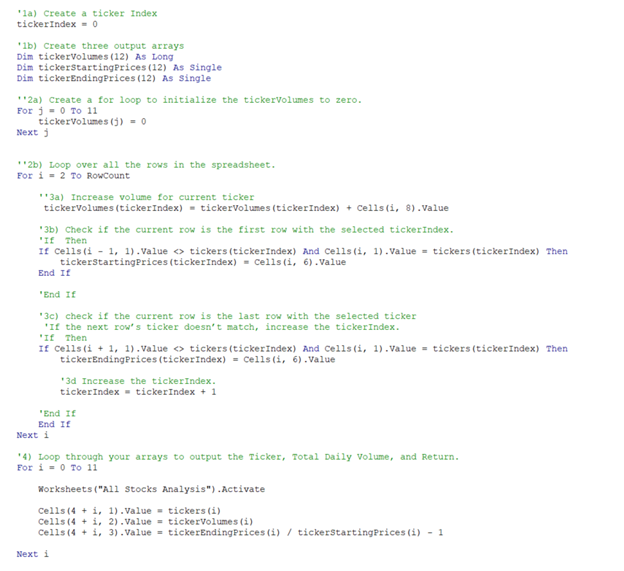 '1a) Create a ticker Index
tickerIndex = 0
'1b) Create three output arrays
Dim tickerVolumes(12) As Long
Dim tickerStartingPrices(12) As Single
Dim tickerEndingPrices(12) As Single
''2a) Create a for loop to initialize the tickerVolumes to zero.
For j = 0 To 11
tickerVolumes(j) = 0
Next j
''2b) Loop over all the rows in the spreadsheet.
For i = 2 To RowCount
''3a) Increase volume for current ticker
tickerVolumes(tickerIndex) = tickerVolumes(tickerIndex) + Cells(i, 8).Value
'3b) Check if the current row is the first row with the selected tickerIndex.
'If Then
If Cells(i - 1, 1).Value <> tickers(tickerIndex) And Cells(i, 1).Value = tickers(tickerIndex) Then
tickerStartingPrices(tickerIndex) = Cells(i, 6).Value
End If
'End If
'3c) check if the current row is the last row with the selected ticker
'If the next row's ticker doesn't match, increase the tickerIndex.
'If Then
If Cells(i + 1, 1).Value <> tickers(tickerIndex) And Cells(i, 1).Value = tickers(tickerIndex) Then
tickerEndingPrices(tickerIndex) = Cells(i, 6).Value
'3d Increase the tickerIndex.
tickerIndex = tickerIndex + 1
'End If
End If
Next i
'4) Loop through your arrays to output the Ticker, Total Daily Volume, and Return.
For i = 0 To 11
Worksheets("All Stocks Analysis").Activate
Cells(4 + i, 1).Value = tickers(i)
Cells(4 + i, 2).Value = tickerVolumes(i)
Cells(4 + i, 3).Value = tickerEndingPrices(i) / tickerStartingPrices(i) - 1
Next i